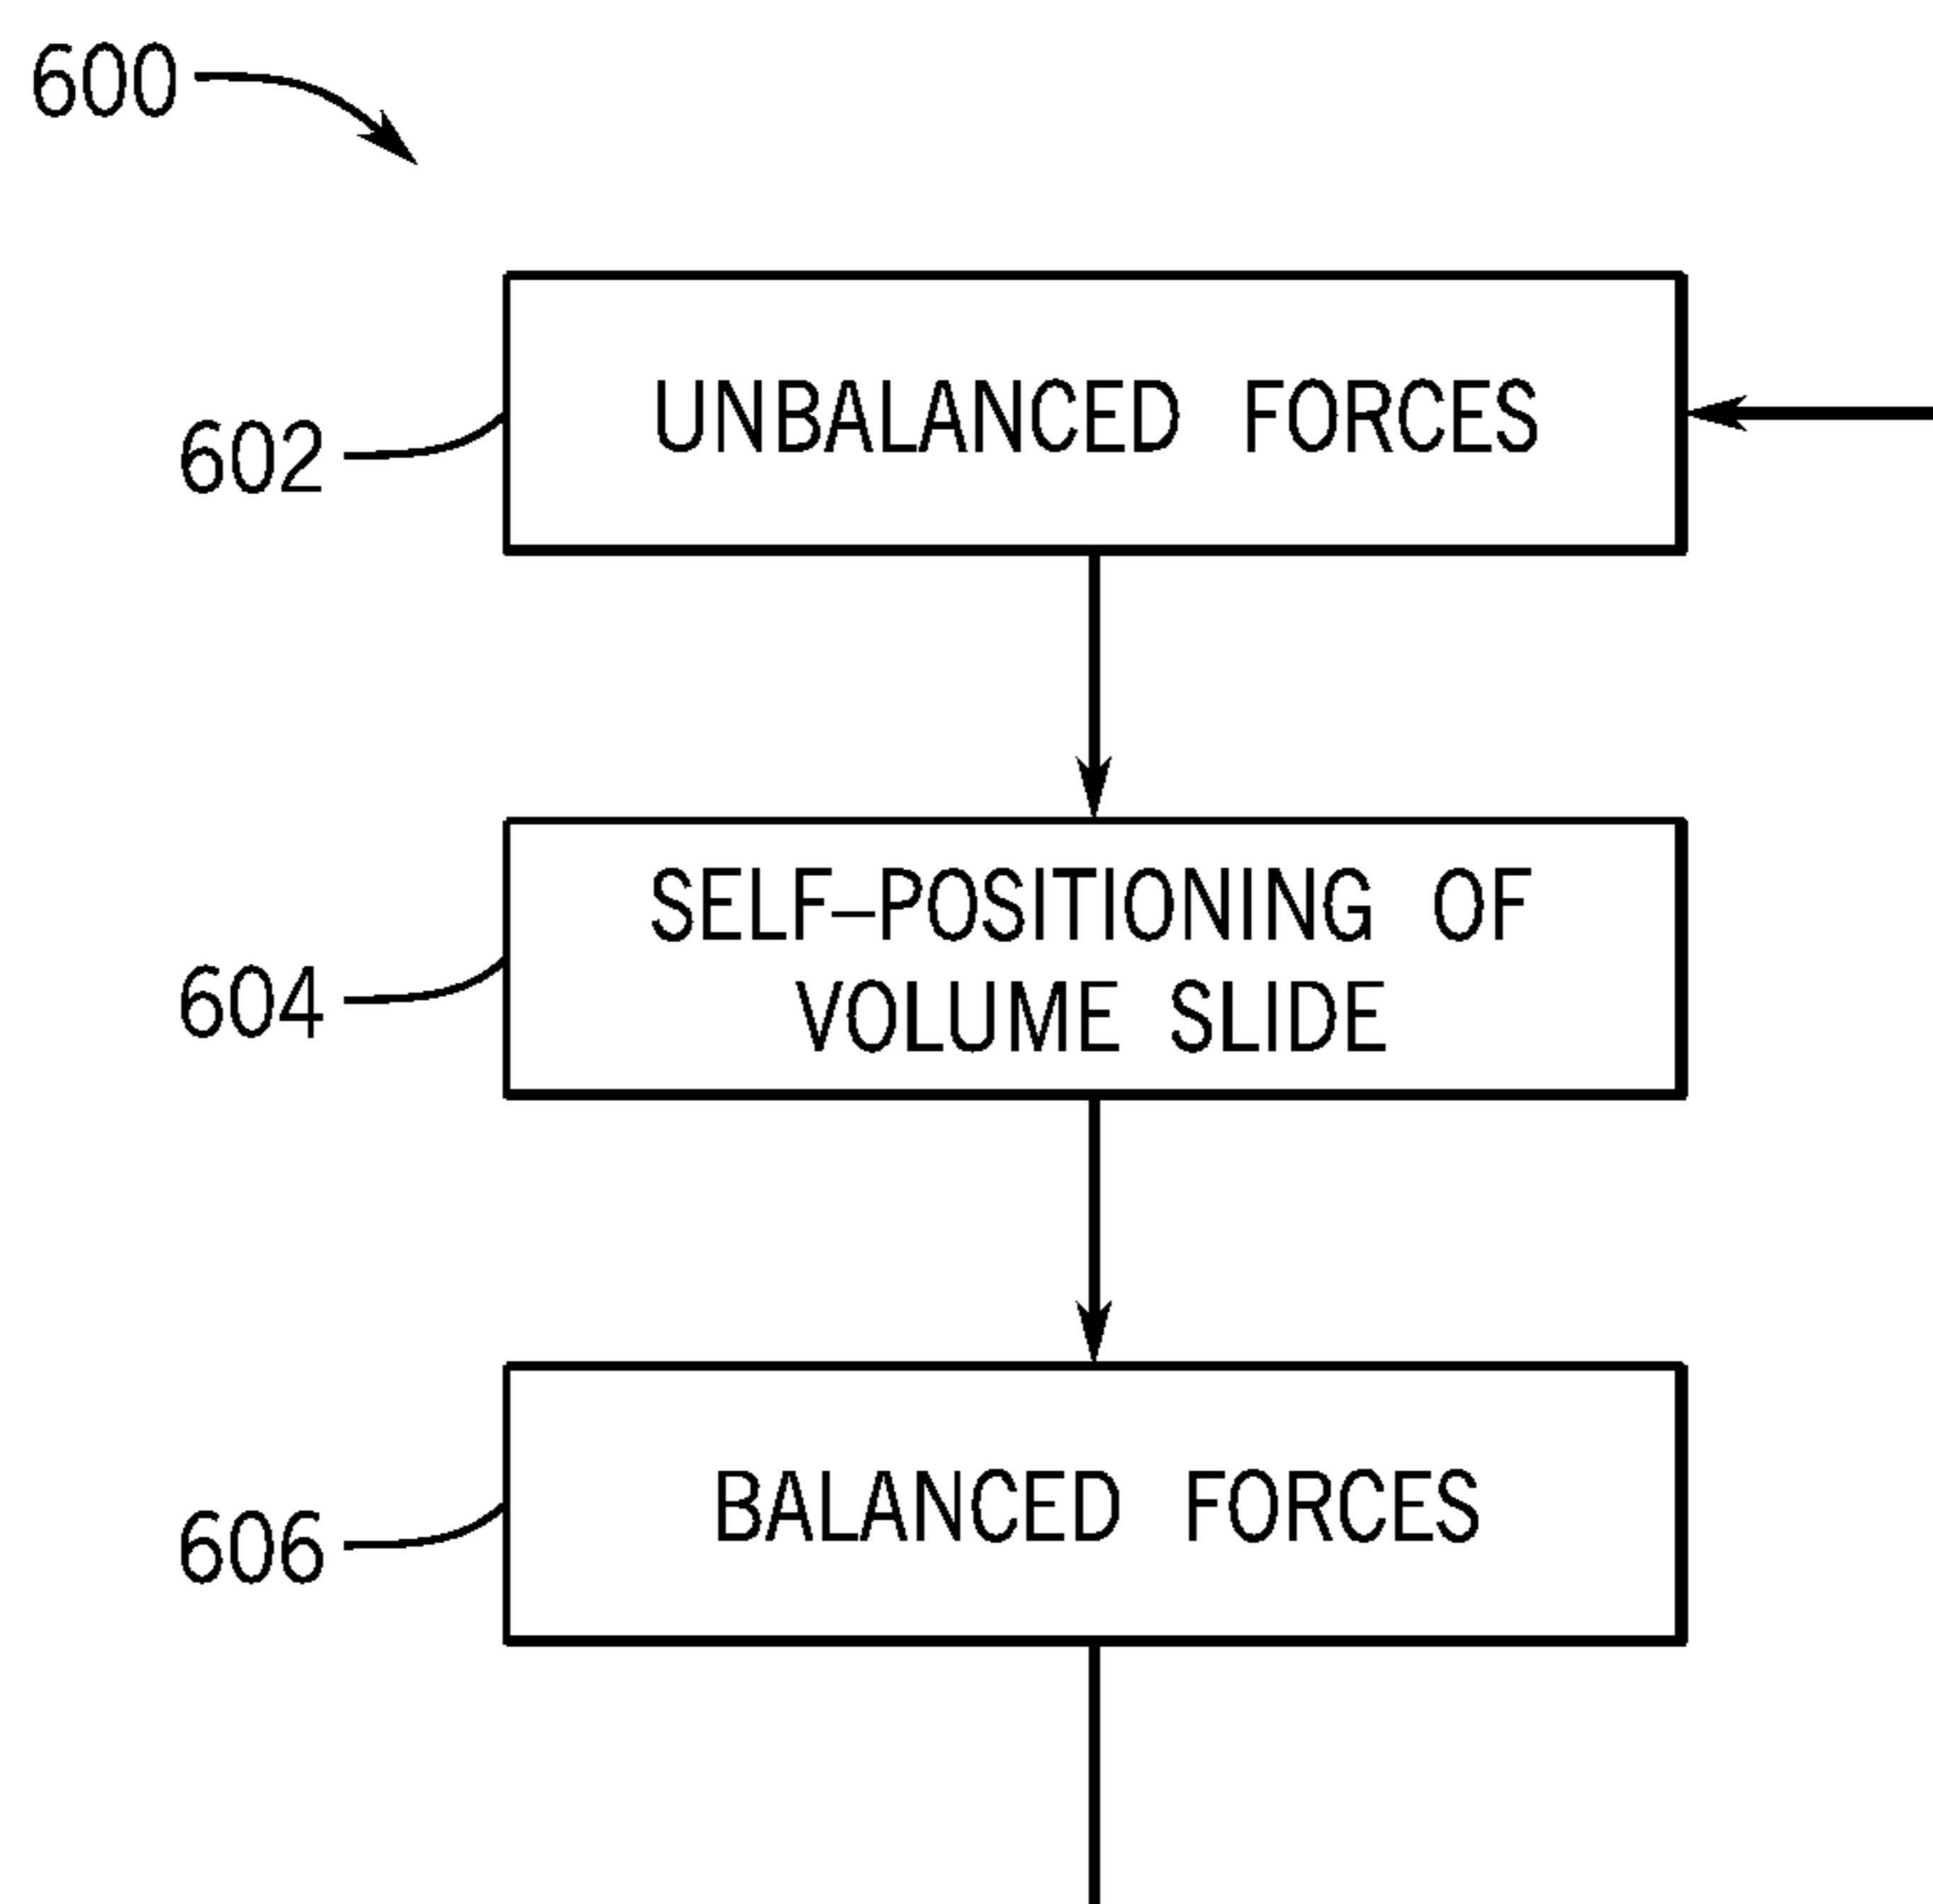 600
602
UNBALANCED FORCES
604
SELF-POSITIONING OF
VOLUME SLIDE
606
BALANCED FORCES